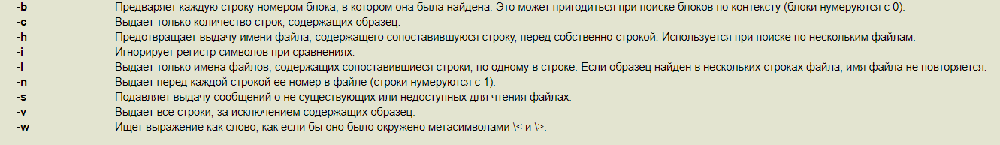 -b Предваряет каждую строку номером блока, в котором она была найдена. Это может пригодиться при поиске блоков по контексту (блоки нумеруются с 0).
-c Выдает только количество строк, содержащих образец.
-h Предотвращает выдачу имени файла, содержащего сопоставившуюся строку, перед собственно строкой. Используется при поиске по нескольким файлам.
-i Игнорирует регистр символов при сравнениях.
-l Выдает только имена файлов, содержащих сопоставившиеся строки, по одному в строке. Если образец найден в нескольких строках файла, имя файла не повторяется.
-n Выдает перед каждой строкой ее номер в файле (строки нумеруются с 1).
-s Подавляет выдачу сообщений о не существующих или недоступных для чтения файлах.
-v Выдает все строки, за исключением содержащих образец.
-w Ищет выражение как слово, как если бы оно было окружено метасимволами \< и \>.